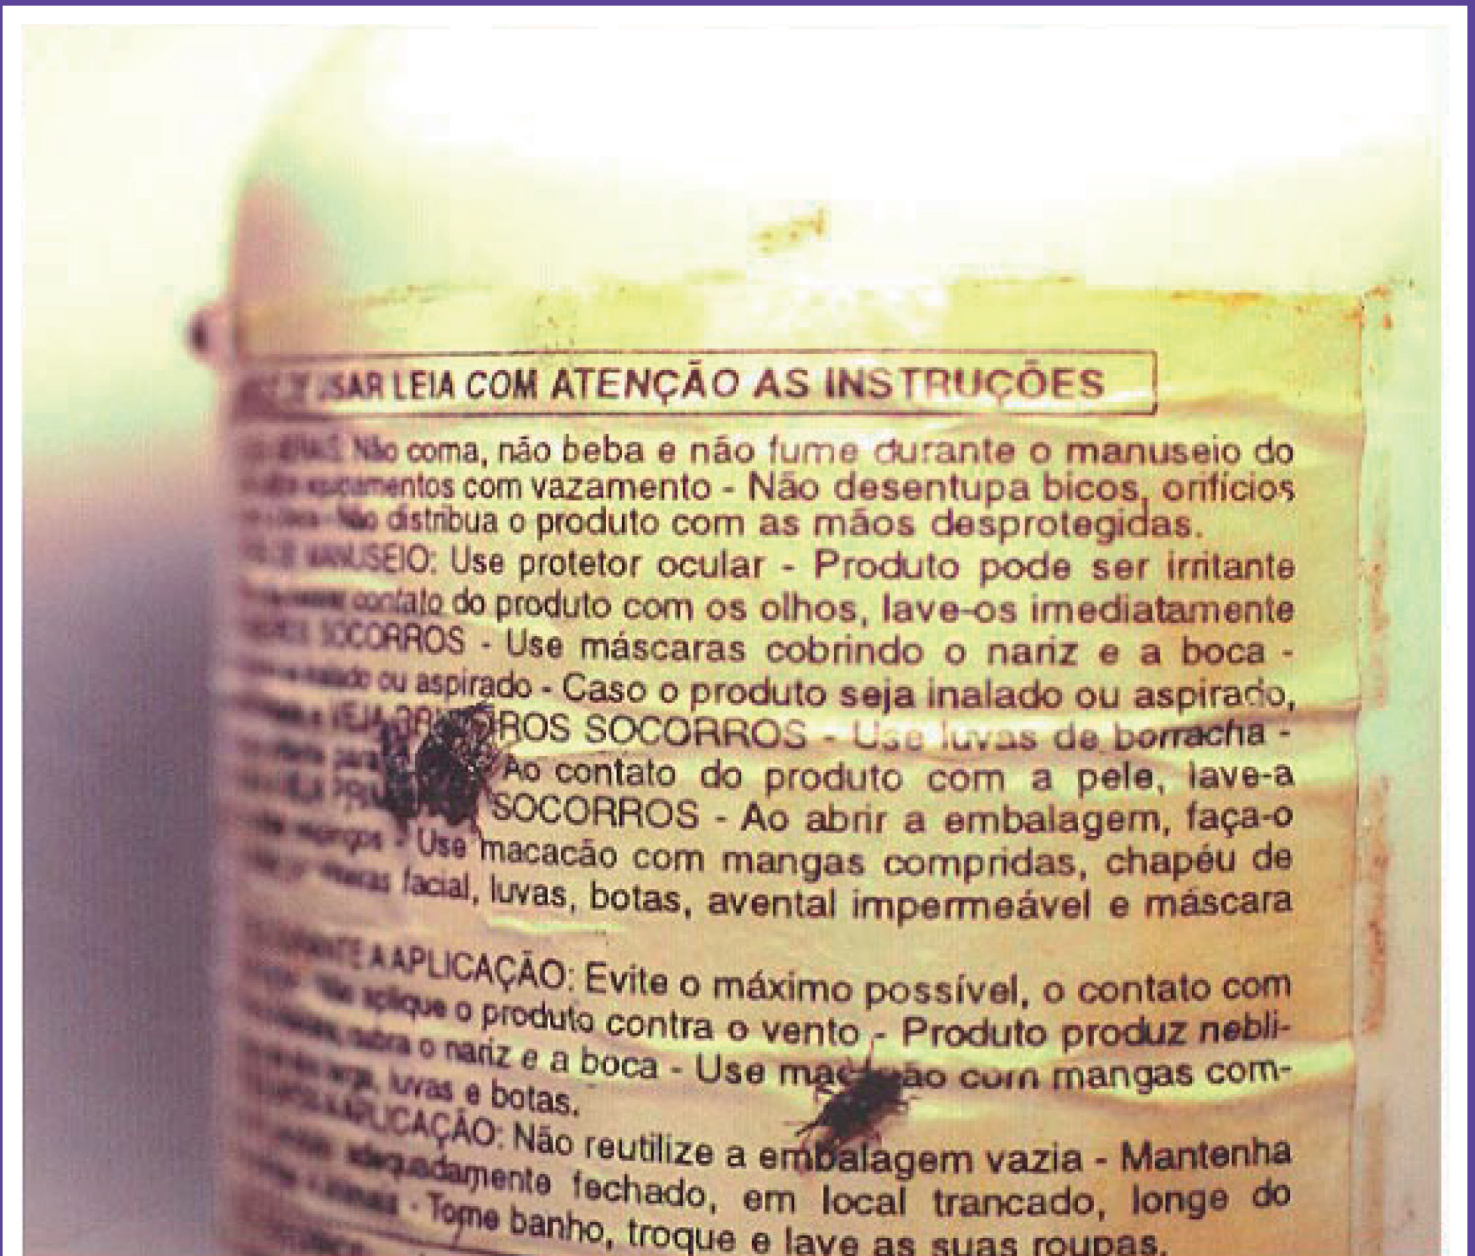 USAR LEIA COM ATENÇÃO AS INSTRUÇÕES
Não coma, não beba e não fume durante o manuseio do
com vazamento - Não desentupa bicos, orifícios
Não distribua o produto com as mãos desprotegidas.
MANUSEIO: Use protetor ocular - Produto pode ser irritante
contato do produto com os olhos, lave-os imediatamente
SOCORROS - Use máscaras cobrindo o nariz e a boca -
ou aspirado - Caso o produto seja inalado ou aspirado,
VEJA SOCORROS - Use luvas de borracha -
Ao contato do produto com a pele, lave-a
SOCORROS - Ao abrir a embalagem, faça-o
- Use macacão com mangas compridas, chapéu de
facial, luvas, botas, avental impermeável e máscara
A APLICAÇÃO: Evite o máximo possível, o contato com
aplique o produto contra o vento - Produto produz nebli-
o nariz e a boca - Use macacão com mangas com-
luvas e botas.
APLICAÇÃO: Não reutilize a embalagem vazia - Mantenha
adequadamente fechado, em local trancado, longe do
- Tome banho, troque e lave as suas roupas.